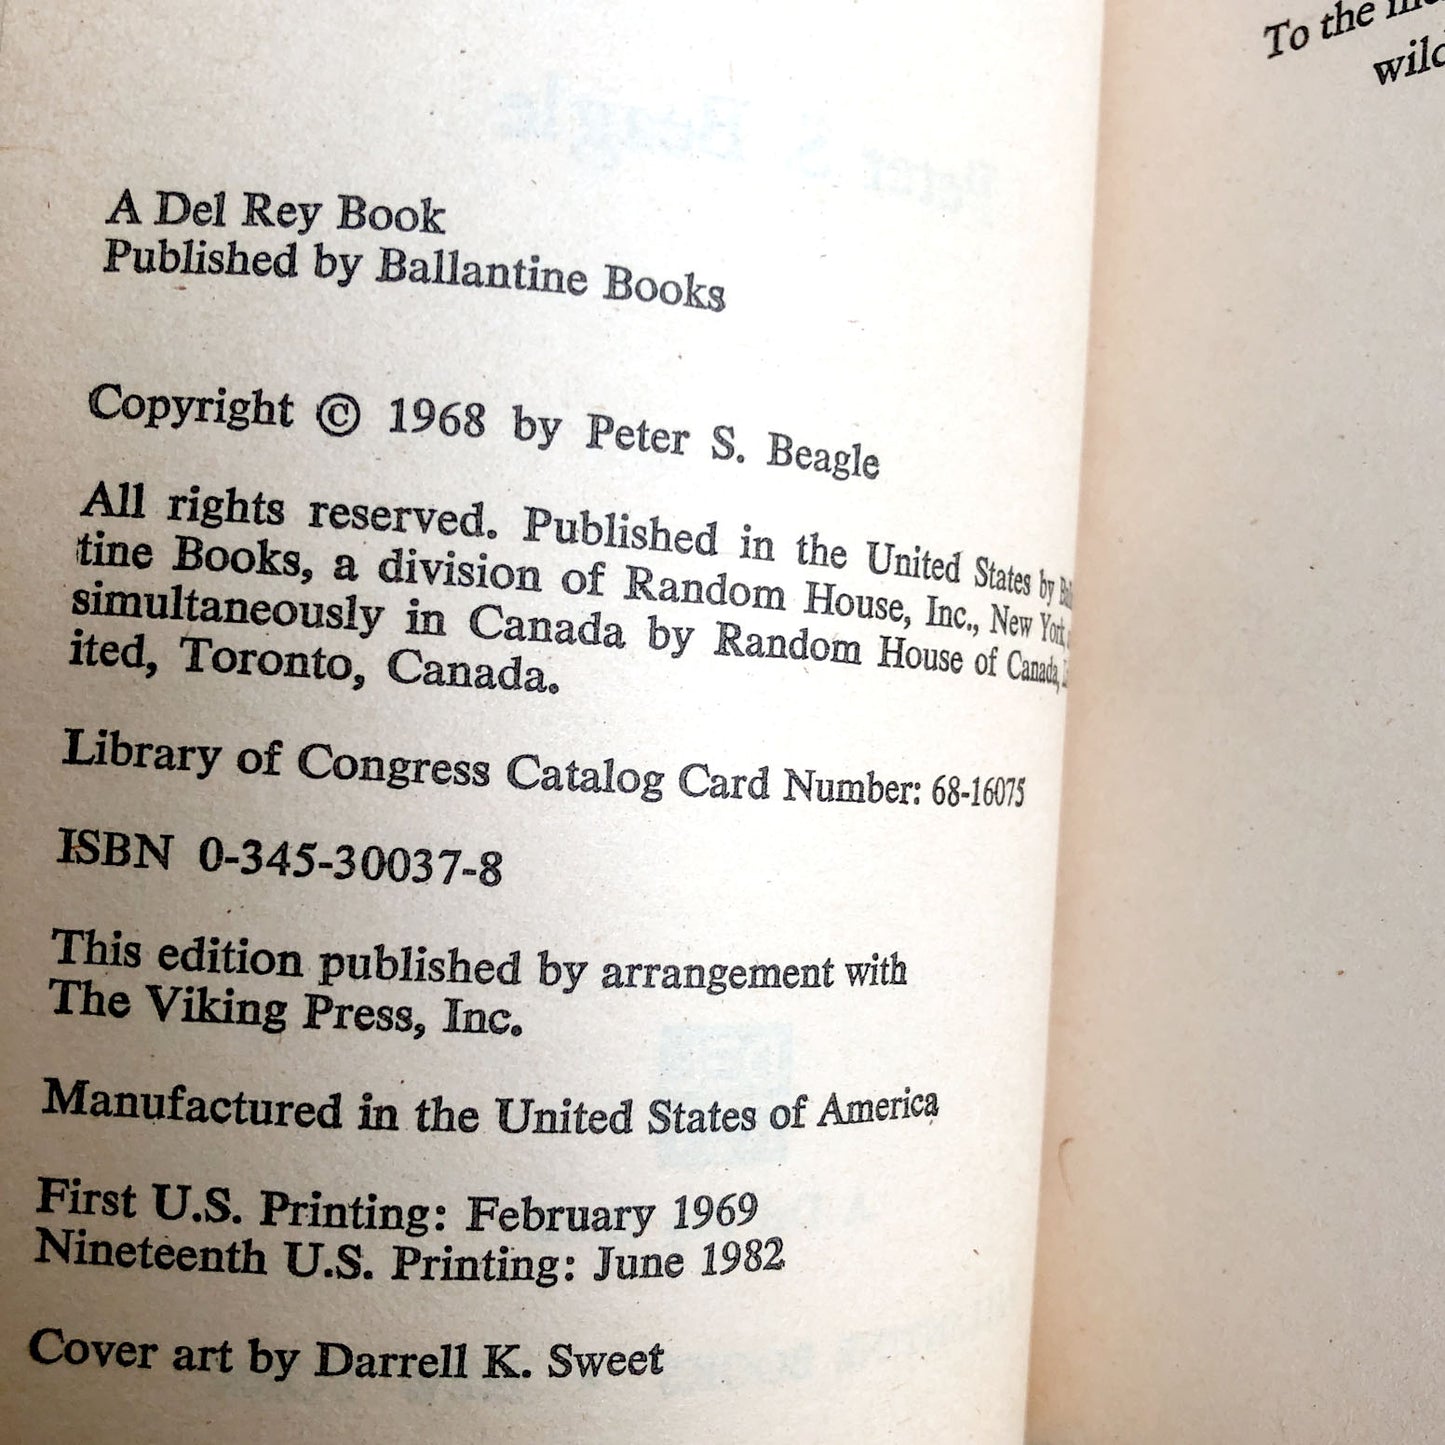 A Del Rey Book
Published by Ballantine Books
Copyright © 1968 by Peter S. Beagle
All rights reserved. Published in the United States by
tine Books, a division of Random House, Inc., New York,
simultaneously in Canada by Random House of Canada,
ited, Toronto, Canada.
Library of Congress Catalog Card Number: 68-16075
ISBN 0-345-30037-8
This edition published by arrangement with
The Viking Press, Inc.
Manufactured in the United States of America
First U.S. Printing: February 1969
Nineteenth U.S. Printing: June 1982
Cover art by Darrell K. Sweet
To the